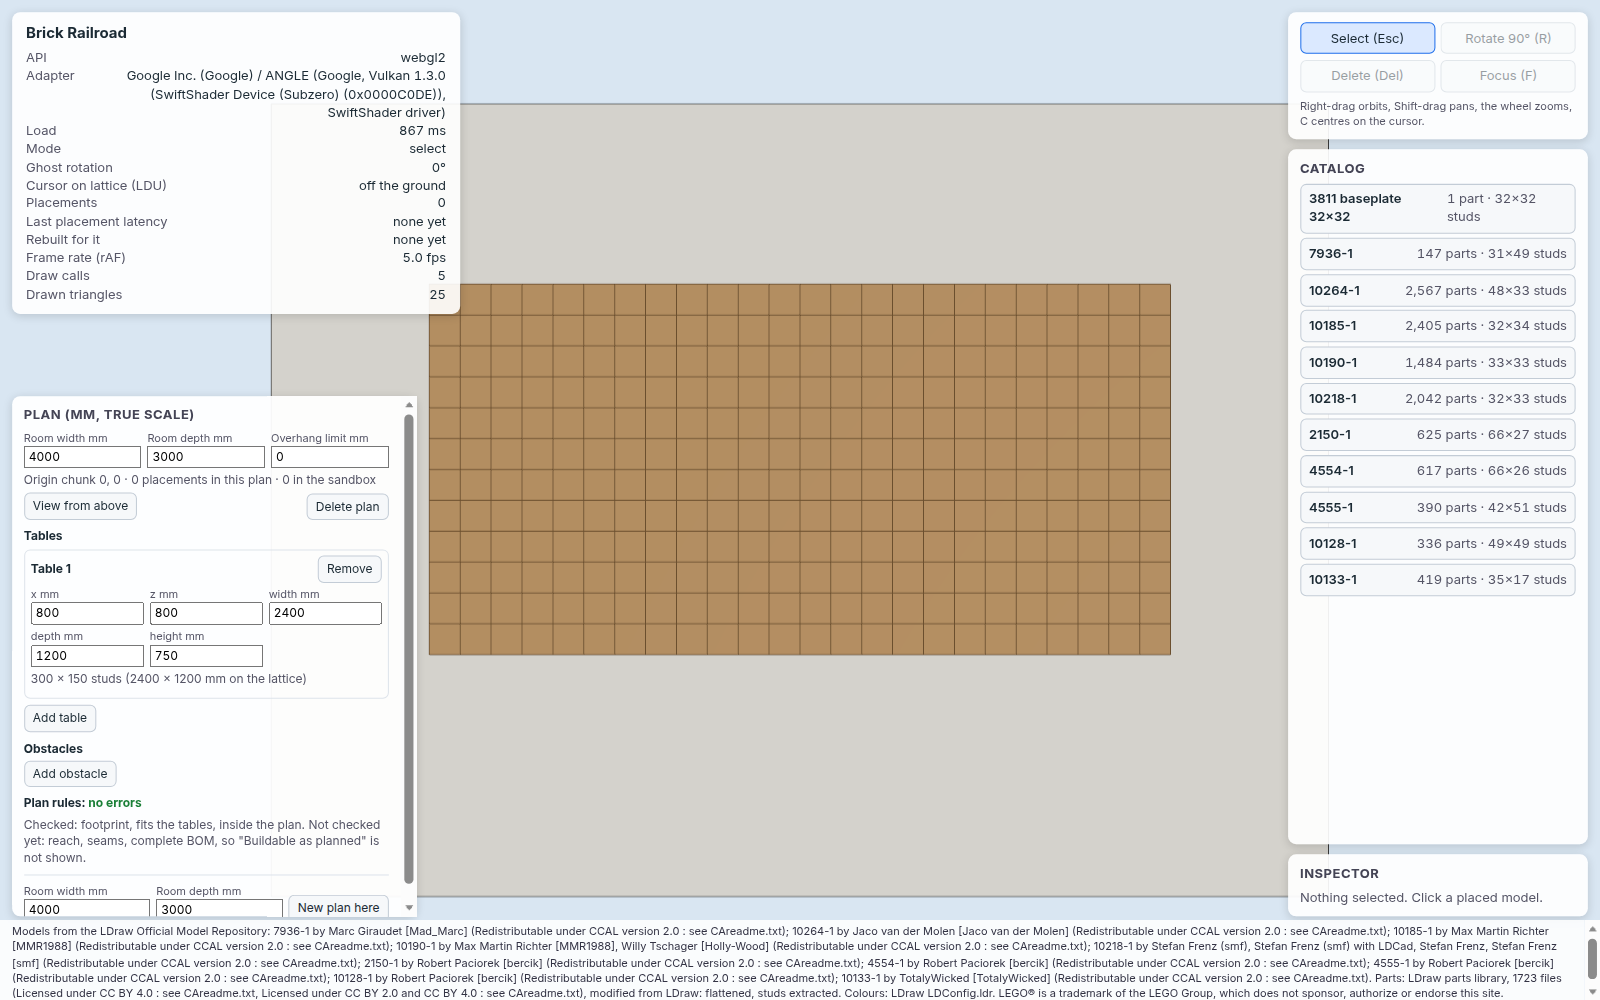 Brick Railroad
API webgl2
Adapter Google Inc. (Google) / ANGLE (Google, Vulkan 1.3.0
(SwiftShader Device (Subzero) (0x0000C0DE)),
SwiftShader driver)
Load 867 ms
Mode select
Ghost rotation 0°
Cursor on lattice (LDU) off the ground
Placements 0
Last placement latency none yet
Rebuilt for it none yet
Frame rate (rAF) 5.0 fps
Draw calls 5
Drawn triangles 25
PLAN (MM, TRUE SCALE)
Room width mm Room depth mm Overhang limit mm
4000 3000 0
Origin chunk 0, 0 · 0 placements in this plan · 0 in the sandbox
View from above Delete plan
Tables
Table 1 Remove
x mm z mm width mm
800 800 2400
depth mm height mm
1200 750
300 × 150 studs (2400 × 1200 mm on the lattice)
Add table
Obstacles
Add obstacle
Plan rules: no errors
Checked: footprint, fits the tables, inside the plan. Not checked
yet: reach, seams, complete BOM, so "Buildable as planned" is
not shown.
Room width mm Room depth mm
4000 3000 New plan here
Select (Esc) Rotate 90° (R)
Delete (Del) Focus (F)
Right-drag orbits, Shift-drag pans, the wheel zooms,
C centres on the cursor.
CATALOG
3811 baseplate 1 part · 32×32
32×32 studs
7936-1 147 parts · 31×49 studs
10264-1 2,567 parts · 48×33 studs
10185-1 2,405 parts · 32×34 studs
10190-1 1,484 parts · 33×33 studs
10218-1 2,042 parts · 32×33 studs
2150-1 625 parts · 66×27 studs
4554-1 617 parts · 66×26 studs
4555-1 390 parts · 42×51 studs
10128-1 336 parts · 49×49 studs
10133-1 419 parts · 35×17 studs
INSPECTOR
Nothing selected. Click a placed model.
Models from the LDraw Official Model Repository: 7936-1 by Marc Giraudet [Mad_Marc] (Redistributable under CCAL version 2.0 : see CAreadme.txt); 10264-1 by Jaco van der Molen [Jaco van der Molen] (Redistributable under CCAL version 2.0 : see CAreadme.txt); 10185-1 by Max Martin Richter
[MMR1988] (Redistributable under CCAL version 2.0 : see CAreadme.txt); 10190-1 by Max Martin Richter [MMR1988], Willy Tschager [Holly-Wood] (Redistributable under CCAL version 2.0 : see CAreadme.txt); 10218-1 by Stefan Frenz (smf), Stefan Frenz (smf) with LDCad, Stefan Frenz, Stefan Frenz
[smf] (Redistributable under CCAL version 2.0 : see CAreadme.txt); 2150-1 by Robert Paciorek [bercik] (Redistributable under CCAL version 2.0 : see CAreadme.txt); 4554-1 by Robert Paciorek [bercik] (Redistributable under CCAL version 2.0 : see CAreadme.txt); 4555-1 by Robert Paciorek [bercik]
(Redistributable under CCAL version 2.0 : see CAreadme.txt); 10128-1 by Robert Paciorek [bercik] (Redistributable under CCAL version 2.0 : see CAreadme.txt); 10133-1 by TotalyWicked [TotalyWicked] (Redistributable under CCAL version 2.0 : see CAreadme.txt). Parts: LDraw parts library, 1723 files
(Licensed under CC BY 4.0 : see CAreadme.txt, Licensed under CC BY 2.0 and CC BY 4.0 : see CAreadme.txt), modified from LDraw: flattened, studs extracted. Colours: LDraw LDConfig.ldr. LEGO® is a trademark of the LEGO Group, which does not sponsor, authorize or endorse this site.